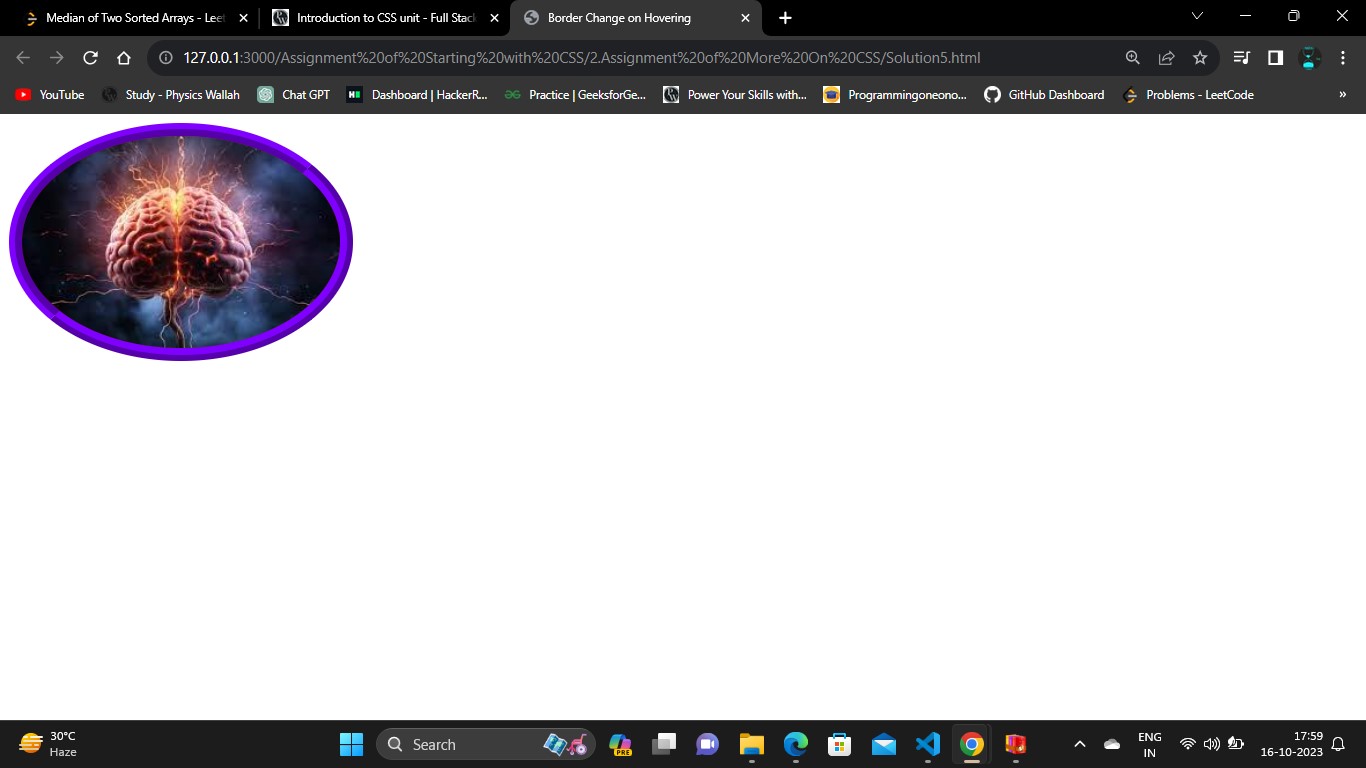 Median of Two Sorted Arrays - Leet
Introduction to CSS unit - Full Stack
Border Change on Hovering
127.0.0.1:3000/Assignment%20of%20Starting%20with%20CSS/2.Assignment%20of%20More%20On%20CSS/Solution5.html
YouTube
Study - Physics Wallah
Chat GPT
Dashboard | HackerR...
Practice | GeeksforGe...
Power Your Skills with...
Programmingoneono...
GitHub Dashboard
Problems - LeetCode
»
30°C
Haze
Search
PRE
ENG
IN
17:59
16-10-2023